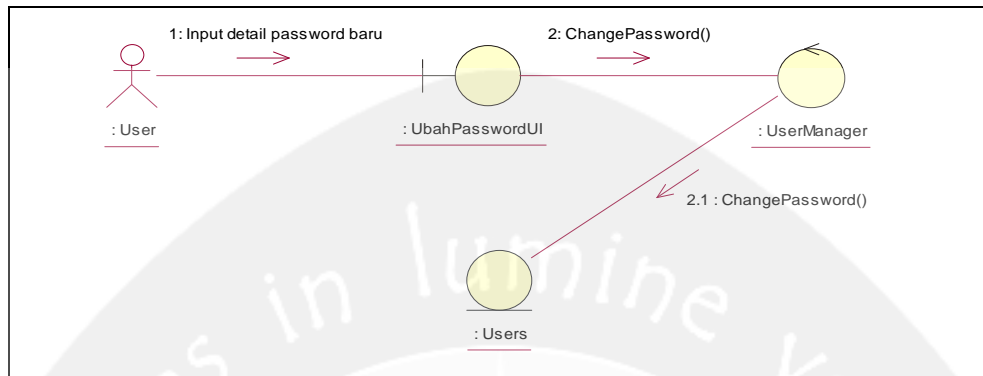 1: Input detail password baru
2: ChangePassword()
: User
: UbahPasswordUI
: UserManager
2.1 : ChangePassword()
: Users
s in lumine v